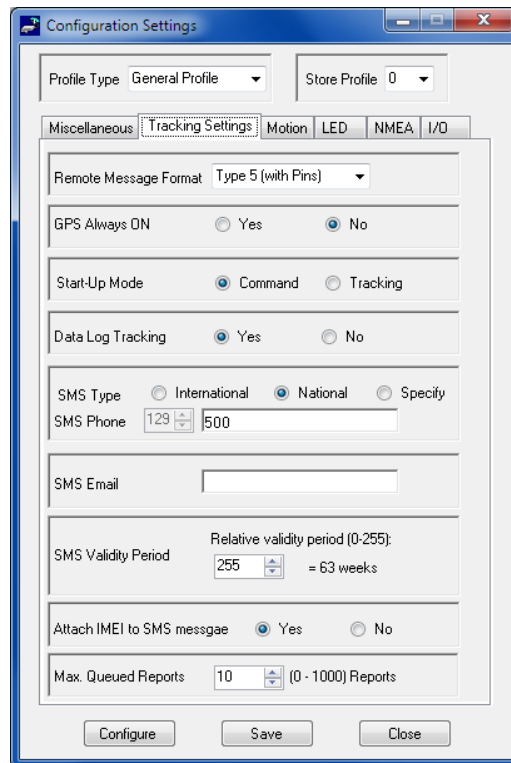 Configuration Settings
Profile Type General Profile Store Profile 0
Miscellaneous Tracking Settings Motion LED NMEA I/O
Remote Message Format Type 5 (with Pins)
GPS Always ON Yes No
Start-Up Mode Command Tracking
Data Log Tracking Yes No
SMS Type International National Specify
SMS Phone 129 500
SMS Email
Relative validity period (0-255):
SMS Validity Period 255 = 63 weeks
Attach IMEI to SMS messgae Yes No
Max. Queued Reports 10 (0 - 1000) Reports
Configure Save Close